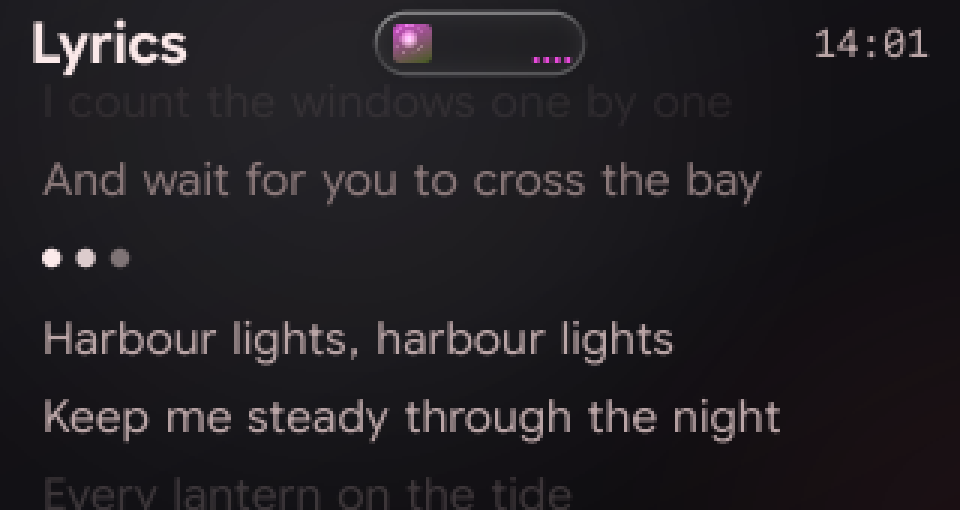 Lyrics
14:01
I count the windows one by one
And wait for you to cross the bay
Harbour lights, harbour lights
Keep me steady through the night
Every lantern on the tide